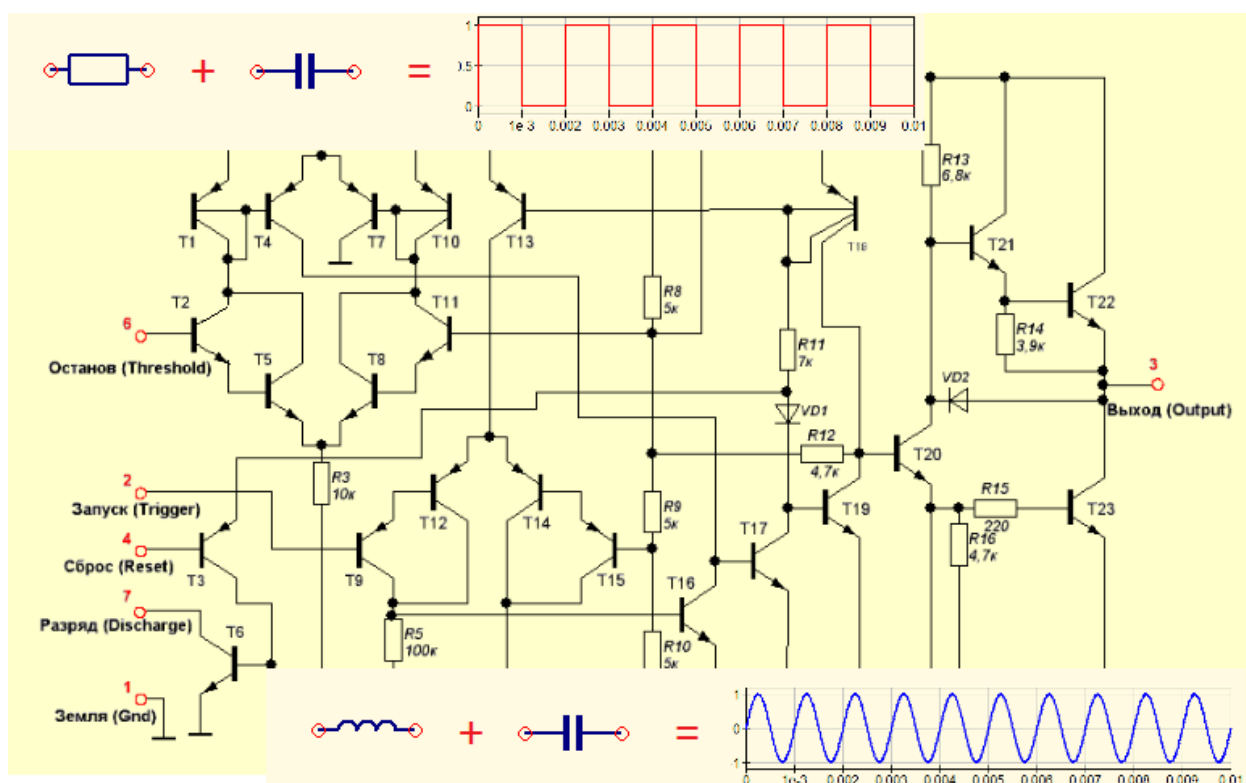 +
=
1
0.5
0
0 1e-3 0.002 0.003 0.004 0.005 0.006 0.007 0.008 0.009 0.01
R13
6,8к
T1 T4 T7 T10 T13 T18
T21
R8
5к
T22
T2
T11
6
Останов (Threshold)
R14
3,9к
R11
7к
T5 T8
3
VD2
Выход (Output)
VD1
R12
4,7к
T20
2
Запуск (Trigger)
R3
10к
T12 T14
R9
5к
T19
R15
220
T23
4
Сброс (Reset)
T3
T9
T15
T17
R16
4,7к
T16
7
Разряд (Discharge)
T6
R5
100к
R10
5к
1
Земля (Gnd)
+
=
1
0
-1
0 1e-3 0.002 0.003 0.004 0.005 0.006 0.007 0.008 0.009 0.01